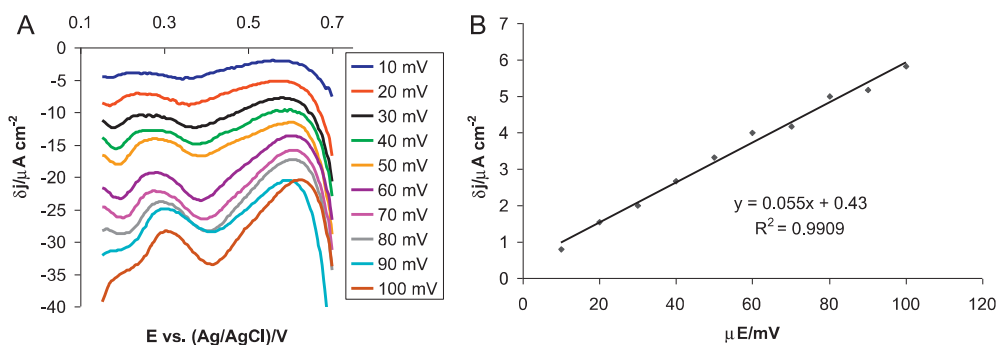 A
0.1 0.3 0.5 0.7
0
-5
-10
-15
-20
-25
-30
-35
-40
δj/μA cm-2
E vs. (Ag/AgCl)/V
10 mV
20 mV
30 mV
40 mV
50 mV
60 mV
70 mV
80 mV
90 mV
100 mV
B
7
6
5
4
3
2
1
0
δj/μA cm-2
y = 0.055x + 0.43
R2 = 0.9909
0 20 40 60 80 100 120
μE/mV